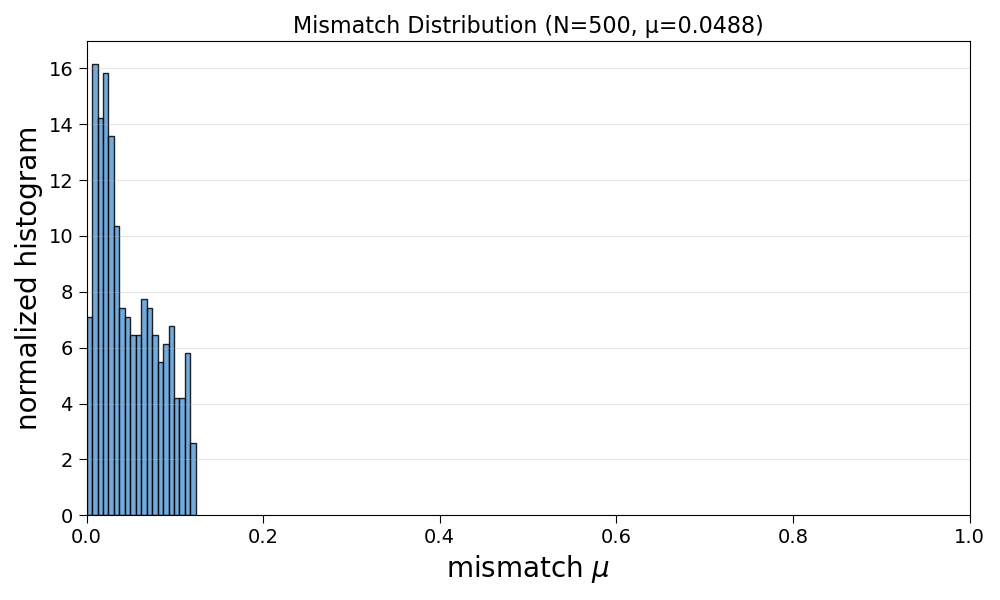 Mismatch Distribution (N=500, μ=0.0488)
normalized histogram
16
14
12
10
8
6
4
2
0
0.0 0.2 0.4 0.6 0.8 1.0
mismatch μ